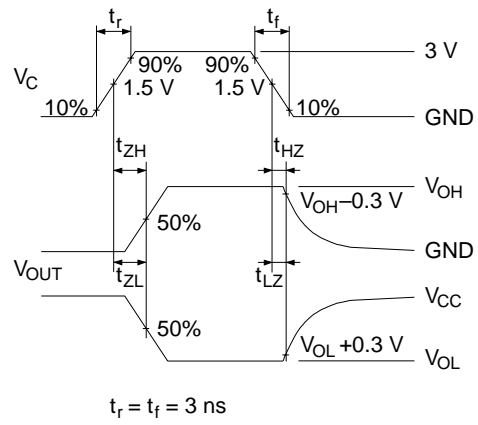 tr tf
90% 90% 3 V
VC 1.5 V 1.5 V
10% 10% GND
tZH tHZ
VOH–0.3 V VOH
50%
GND
VOUT tZL tLZ
VCC
50%
VOL +0.3 V VOL
tr = tf = 3 ns